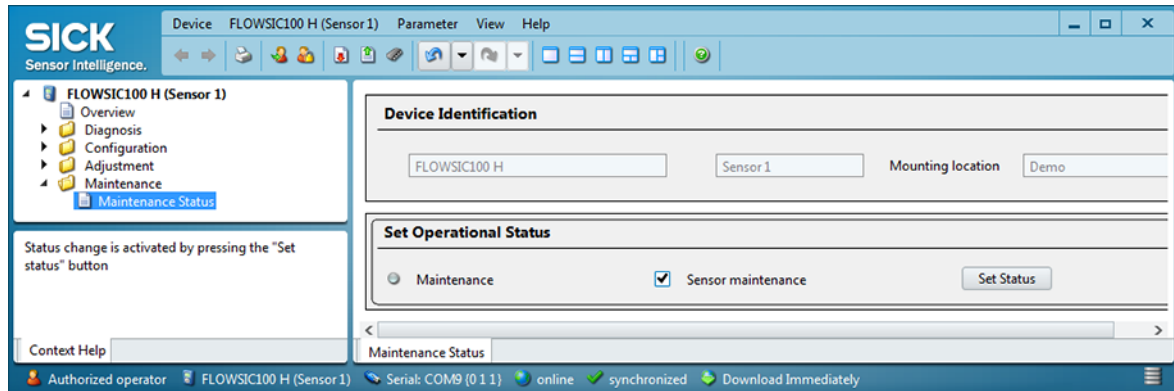 SICK
Sensor Intelligence.
Device FLOWSIC100 H (Sensor 1) Parameter View Help
FLOWSIC100 H (Sensor 1)
Overview
Diagnosis
Configuration
Adjustment
Maintenance
Maintenance Status
Status change is activated by pressing the "Set
status" button
Context Help
Device Identification
FLOWSIC100 H Sensor 1 Mounting location Demo
Set Operational Status
Maintenance Sensor maintenance Set Status
Maintenance Status
Authorized operator FLOWSIC100 H (Sensor 1) Serial: COM9 {0 1 1} online synchronized Download Immediately